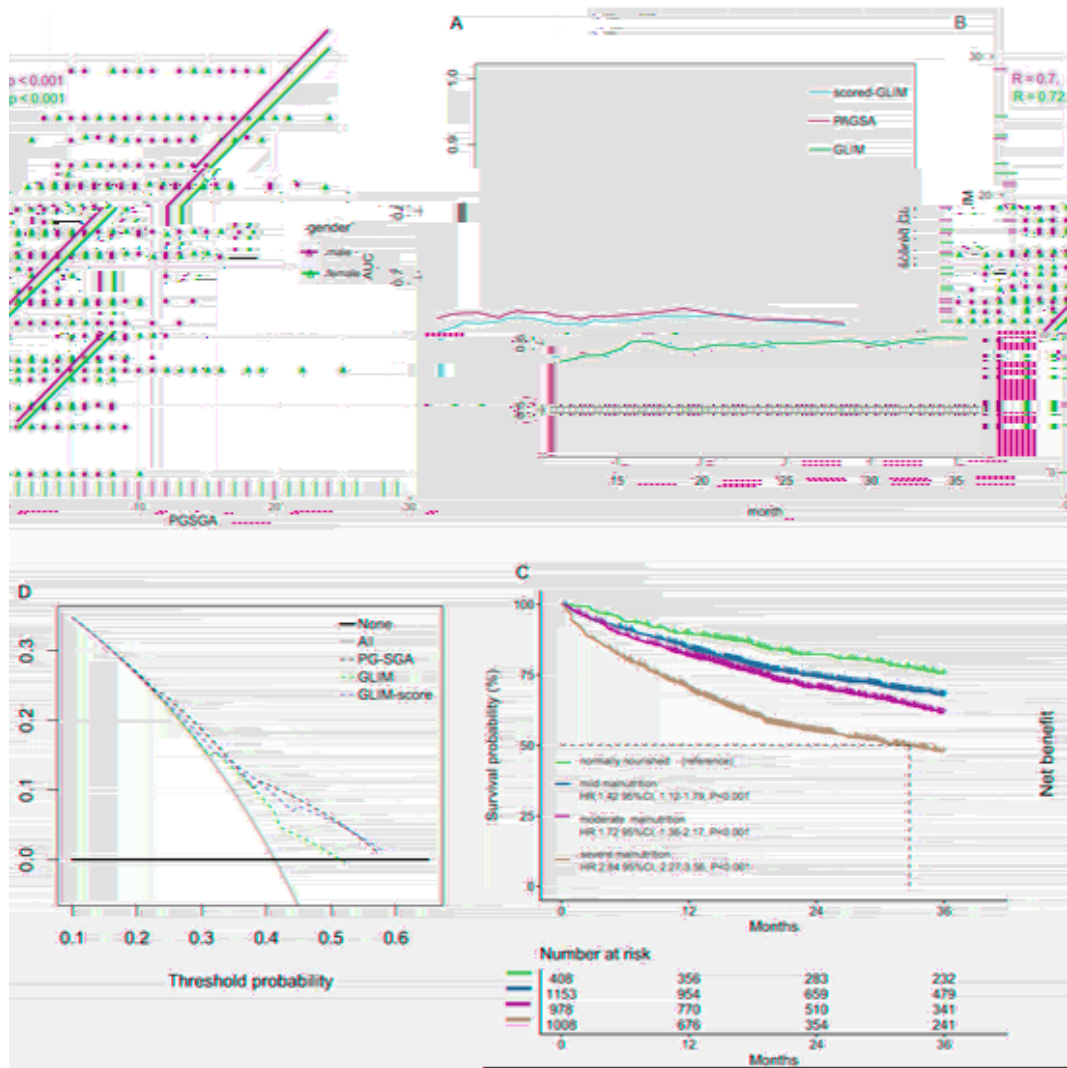 A
B
p < 0.001
p < 0.001
1.0
0.9
scored-GLIM
PAGSA
GLIM
30
R = 0.7,
R = 0.72,
20
gender
male
female
AUC
0.7
10
30
PGSGA
15
20
25
30
35
month
D
0.3
0.2
0.1
0.0
None
All
PG-SGA
GLIM
GLIM-score
0.1 0.2 0.3 0.4 0.5 0.6
Threshold probability
C
100
75
50
25
0
Survival probability (%)
normally nourished (reference)
mild malnutrition
HR 1.42 95%CI, 1.12-1.79, P<0.001
moderate malnutrition
HR 1.72 95%CI, 1.36-2.17, P<0.001
severe malnutrition
HR 2.84 95%CI, 2.27-3.56, P<0.001
Net benefit
0 12 24 36
Months
Number at risk
408 356 283 232
1153 954 659 479
978 770 510 341
1008 676 354 241
0 12 24 36
Months